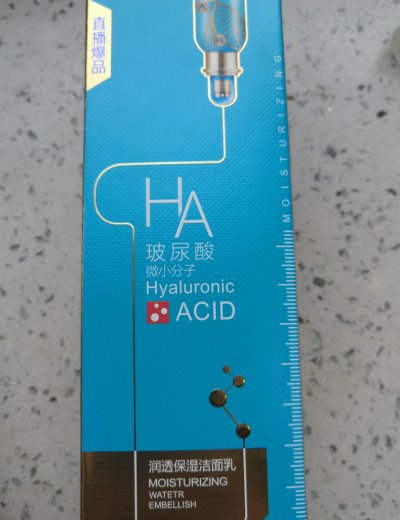 直播爆品
A
H
MOISTURIZING
HA
玻尿酸
微小分子
Hyaluronic
ACID
润透保湿洁面乳
MOISTURIZING
WATETR
EMBELLISH